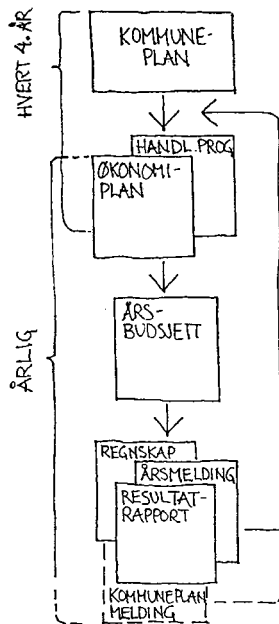 HVERT 4. ÅR
KOMMUNE-
PLAN
HANDL. PROG
ØKONOMI-
PLAN
ÅRLIG
ÅRS-
BUDSJETT
REGNSKAP
ÅRSMELDING
RESULTAT-
RAPPORT
KOMMUNEPLAN
MELDING